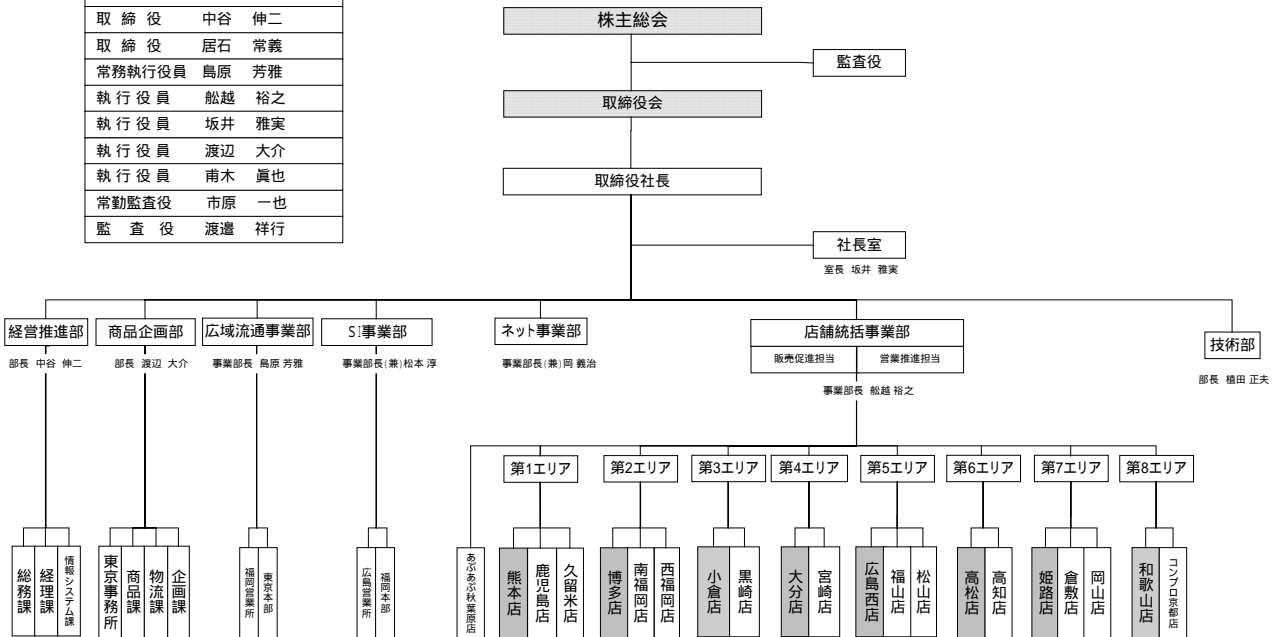 取 締 役 中谷 伸二
取 締 役 居石 常義
常務執行役員 島原 芳雅
執 行 役 員 舩越 裕之
執 行 役 員 坂井 雅実
執 行 役 員 渡辺 大介
執 行 役 員 甫木 眞也
常勤監査役 市原 一也
監 査 役 渡邉 祥行
株主総会
監査役
取締役会
取締役社長
社長室
室長 坂井 雅実
経営推進部
部長 中谷 伸二
商品企画部
部長 渡辺 大介
広域流通事業部
事業部長 島原 芳雅
SI事業部
事業部長(兼)松本 淳
ネット事業部
事業部長(兼)岡 義治
店舗統括事業部
販売促進担当 営業推進担当
事業部長 舩越 裕之
技術部
部長 植田 正夫
第1エリア
第2エリア
第3エリア
第4エリア
第5エリア
第6エリア
第7エリア
第8エリア
総務課
経理課
情報システム課
東京事務所
商品課
物流課
企画課
福岡営業所
東京本部
広島営業所
福岡本部
あぷあぷ秋葉原店
熊本店
鹿児島店
久留米店
博多店
南福岡店
西福岡店
小倉店
黒崎店
大分店
宮崎店
広島西店
福山店
松山店
高松店
高知店
姫路店
倉敷店
岡山店
和歌山店
コンプロ京都店